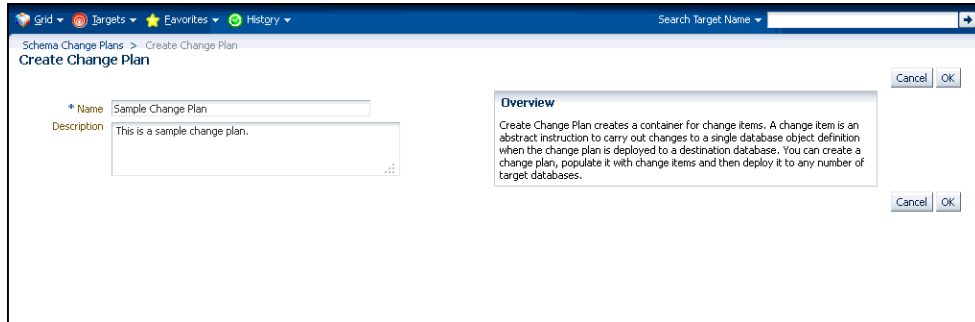 Grid Targets Favorites History Search Target Name
Schema Change Plans > Create Change Plan
Create Change Plan
Cancel OK
* Name Sample Change Plan
Description This is a sample change plan.
Overview
Create Change Plan creates a container for change items. A change item is an
abstract instruction to carry out changes to a single database object definition
when the change plan is deployed to a destination database. You can create a
change plan, populate it with change items and then deploy it to any number of
target databases.
Cancel OK